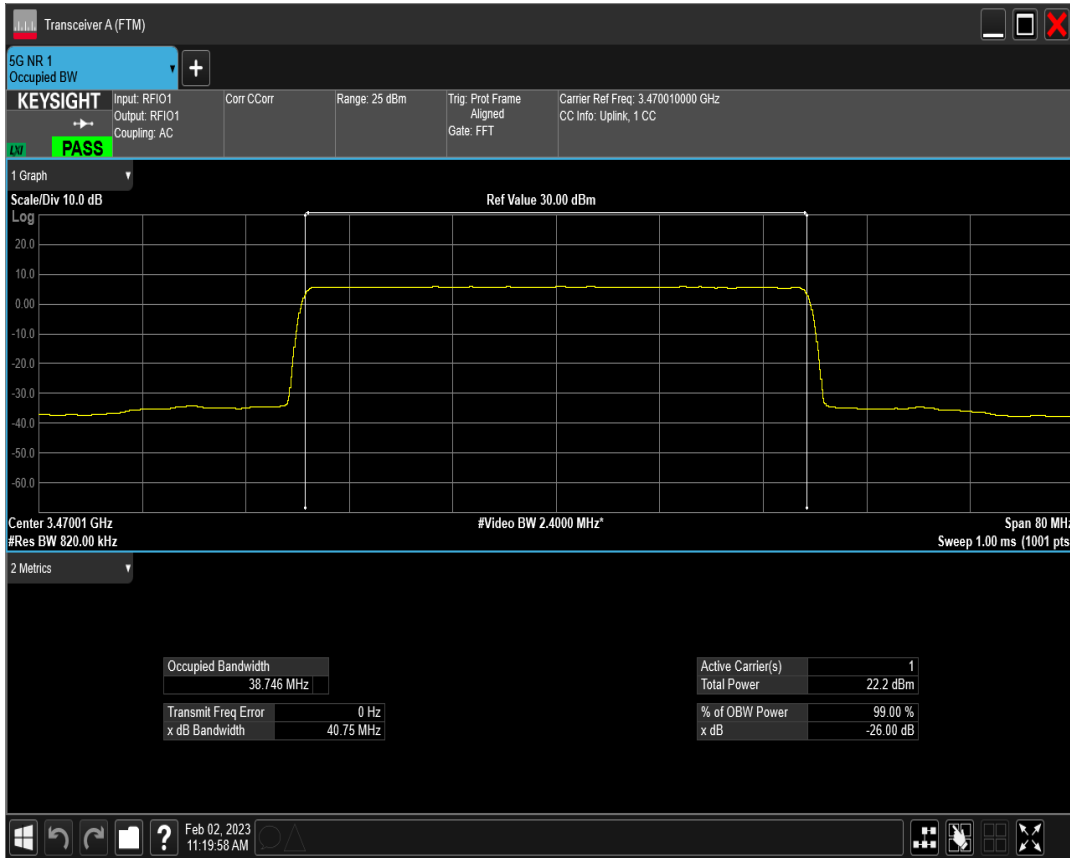 Transceiver A (FTM)
5G NR 1
Occupied BW
+
KEYSIGHT
LXI
PASS
Input: RFIO1
Output: RFIO1
Coupling: AC
Corr CCorr
Range: 25 dBm
Trig: Prot Frame
Aligned
Gate: FFT
Carrier Ref Freq: 3.470010000 GHz
CC Info: Uplink, 1 CC
1 Graph
Scale/Div 10.0 dB
Ref Value 30.00 dBm
Log
20.0
10.0
0.00
-10.0
-20.0
-30.0
-40.0
-50.0
-60.0
Center 3.47001 GHz
#Video BW 2.4000 MHz*
Span 80 MHz
#Res BW 820.00 kHz
Sweep 1.00 ms (1001 pts
2 Metrics
Occupied Bandwidth
38.746 MHz
Transmit Freq Error 0 Hz
x dB Bandwidth 40.75 MHz
Active Carrier(s) 1
Total Power 22.2 dBm
% of OBW Power 99.00 %
x dB -26.00 dB
?
Feb 02, 2023
11:19:58 AM